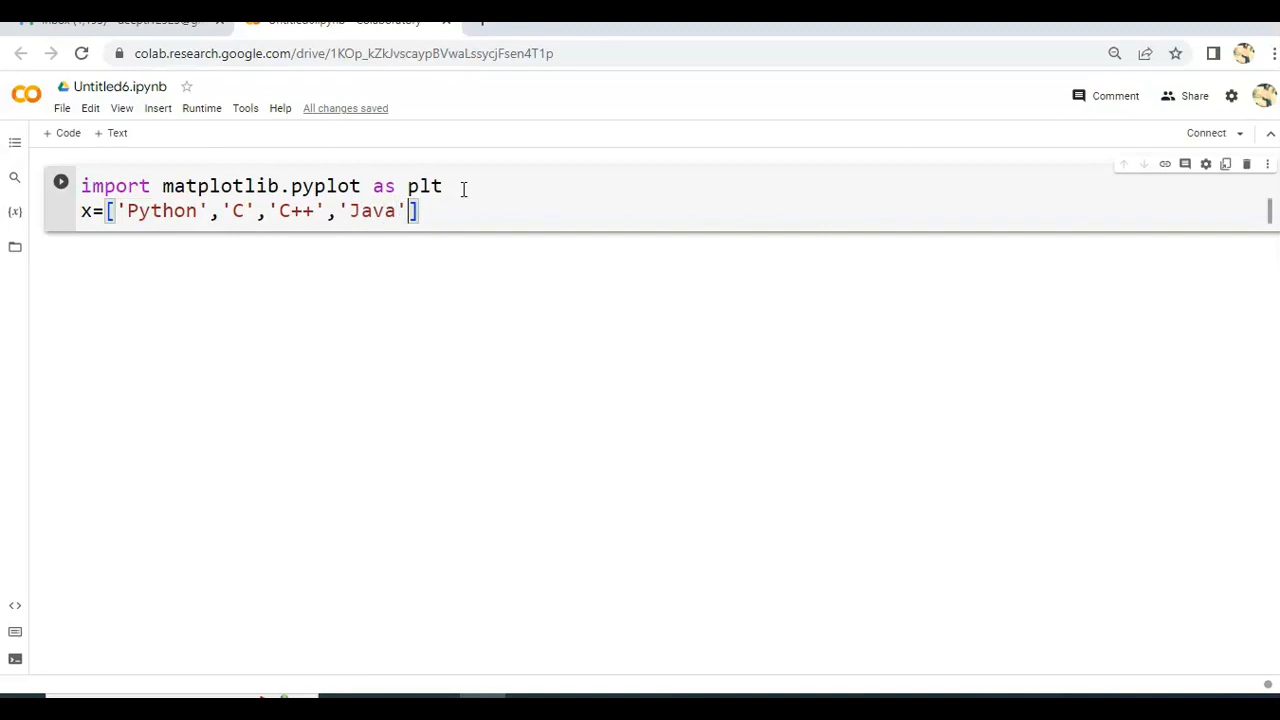 colab.research.google.com/drive/1KOp_kZkJvscaypBVwaLssycjFsen4T1p
Untitled6.ipynb
Comment Share
File Edit View Insert Runtime Tools Help All changes saved
+ Code + Text Connect
import matplotlib.pyplot as plt
x=['Python','C','C++','Java']
{x}